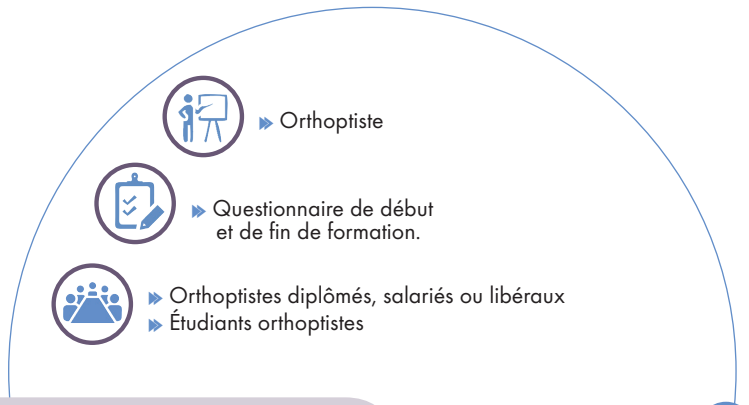 Orthoptiste
Questionnaire de début
et de fin de formation.
Orthoptistes diplômés, salariés ou libéraux
Étudiants orthoptistes